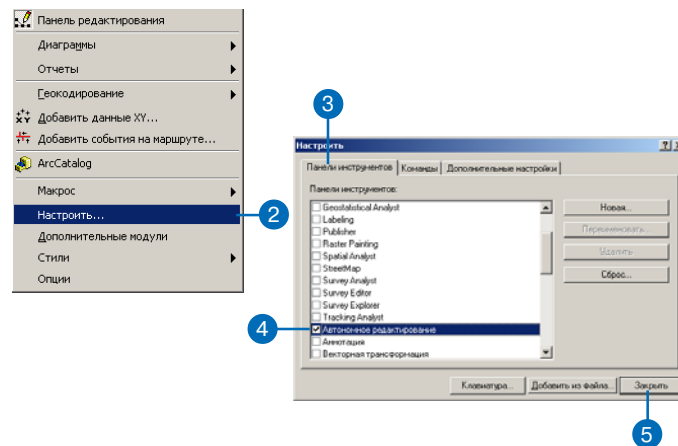 Панель редактирования
Диаграммы
Отчеты
Геокодирование
Добавить данные XY...
Добавить события на маршруте...
ArcCatalog
Макрос
Настроить...
2
Дополнительные модули
Стили
Опции
3
Настроить
Панели инструментов
Команды
Дополнительные настройки
Панели инструментов:
Geostatistical Analyst
Labeling
Publisher
Raster Painting
Spatial Analyst
StreetMap
Survey Analyst
Survey Editor
Survey Explorer
Tracking Analyst
4
Автономное редактирование
Аннотация
Векторная трансформация
Новая...
Переименовать...
Удалить
Сброс...
Клавиатура...
Добавить из файла...
Закрыть
5